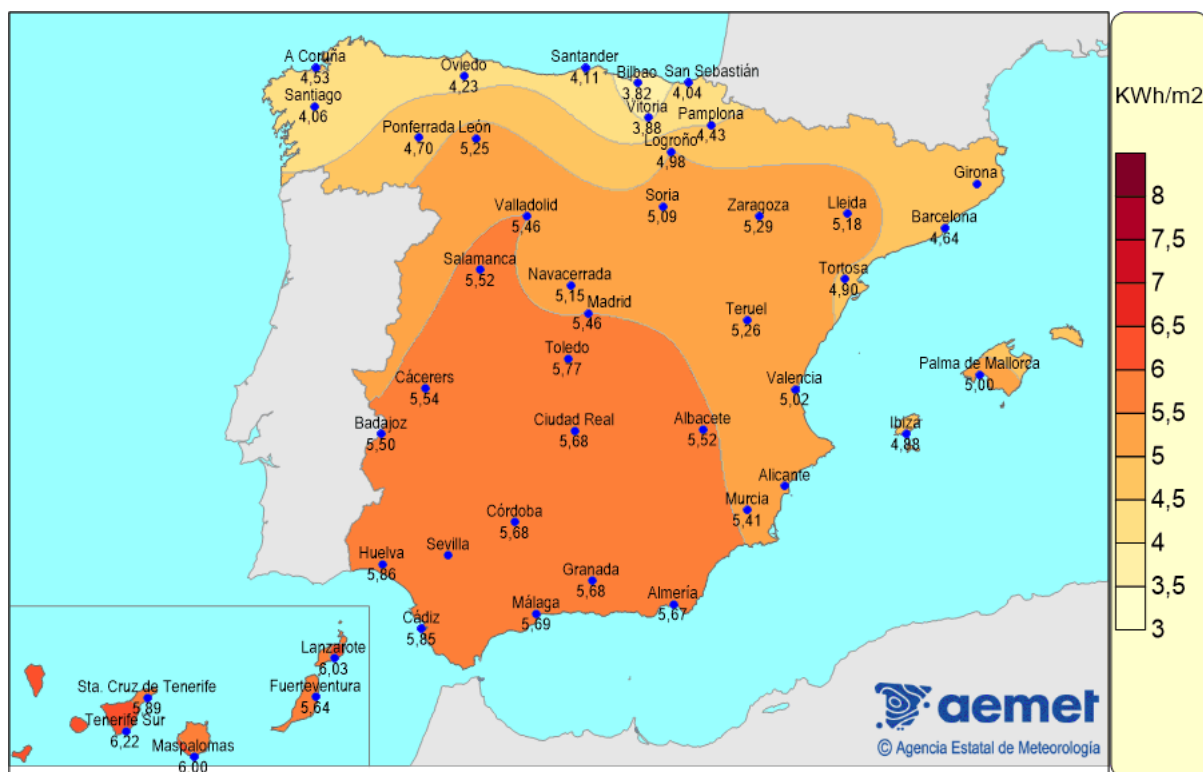 A Coruña
4,53
Santiago
4,06
Oviedo
4,23
Santander
4,11
Bilbao
3,82
San Sebastián
4,04
Vitoria
3,88
Pamplona
4,43
Ponferrada
4,70
León
5,25
Logroño
4,98
Girona
Soria
5,09
Zaragoza
5,29
Lleida
5,18
Barcelona
4,64
Valladolid
5,46
Salamanca
5,52
Navacerrada
5,15
Madrid
5,46
Tortosa
4,90
Teruel
5,26
Toledo
5,77
Cácerers
5,54
Valencia
5,02
Palma de Mallorca
5,00
Badajoz
5,50
Ciudad Real
5,68
Albacete
5,52
Ibiza
4,88
Alicante
Murcia
5,41
Córdoba
5,68
Sevilla
Huelva
5,86
Granada
5,68
Almería
5,67
Málaga
5,69
Cádiz
5,85
Lanzarote
6,03
Fuerteventura
5,64
Sta. Cruz de Tenerife
5,89
Tenerife Sur
6,22
Maspalomas
6,00
aemet
© Agencia Estatal de Meteorología
KWh/m2
8
7,5
7
6,5
6
5,5
5
4,5
4
3,5
3